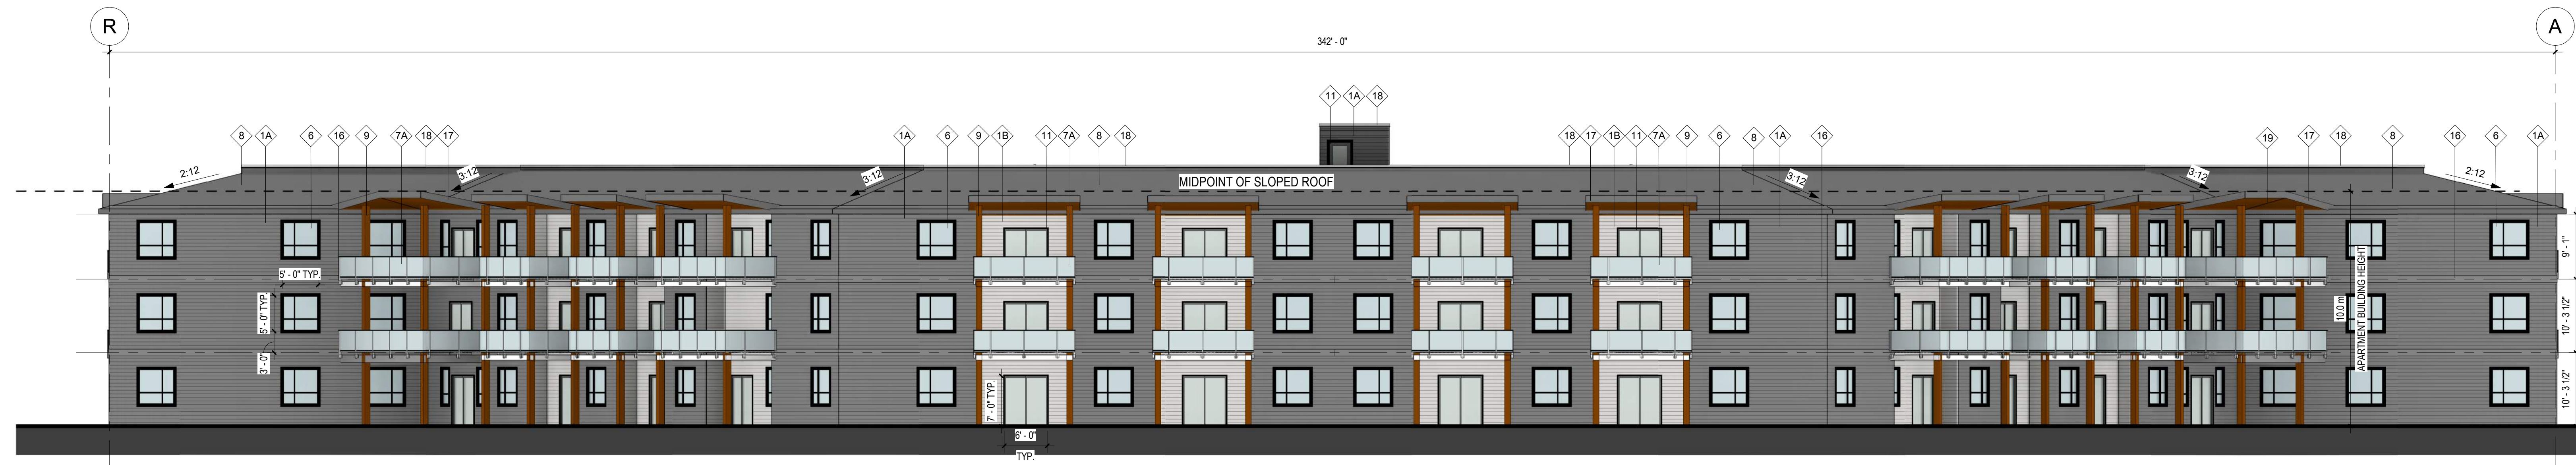 R
A
342' - 0"
11
1A
18
8
1A
6
16
9
7A
18
17
1A
6
9
1B
11
7A
8
18
18
17
1B
11
7A
9
6
8
1A
16
19
17
18
8
16
6
1A
2:12
3:12
3:12
3:12
3:12
2:12
MIDPOINT OF SLOPED ROOF
5' - 0" TYP.
5' - 0" TYP.
3' - 0"
7' - 0" TYP.
6' - 0"
TYP.
10.0 m
APARTMENT BUILDING HEIGHT
9' - 1"
10' - 3 1/2"
10' - 3 1/2"